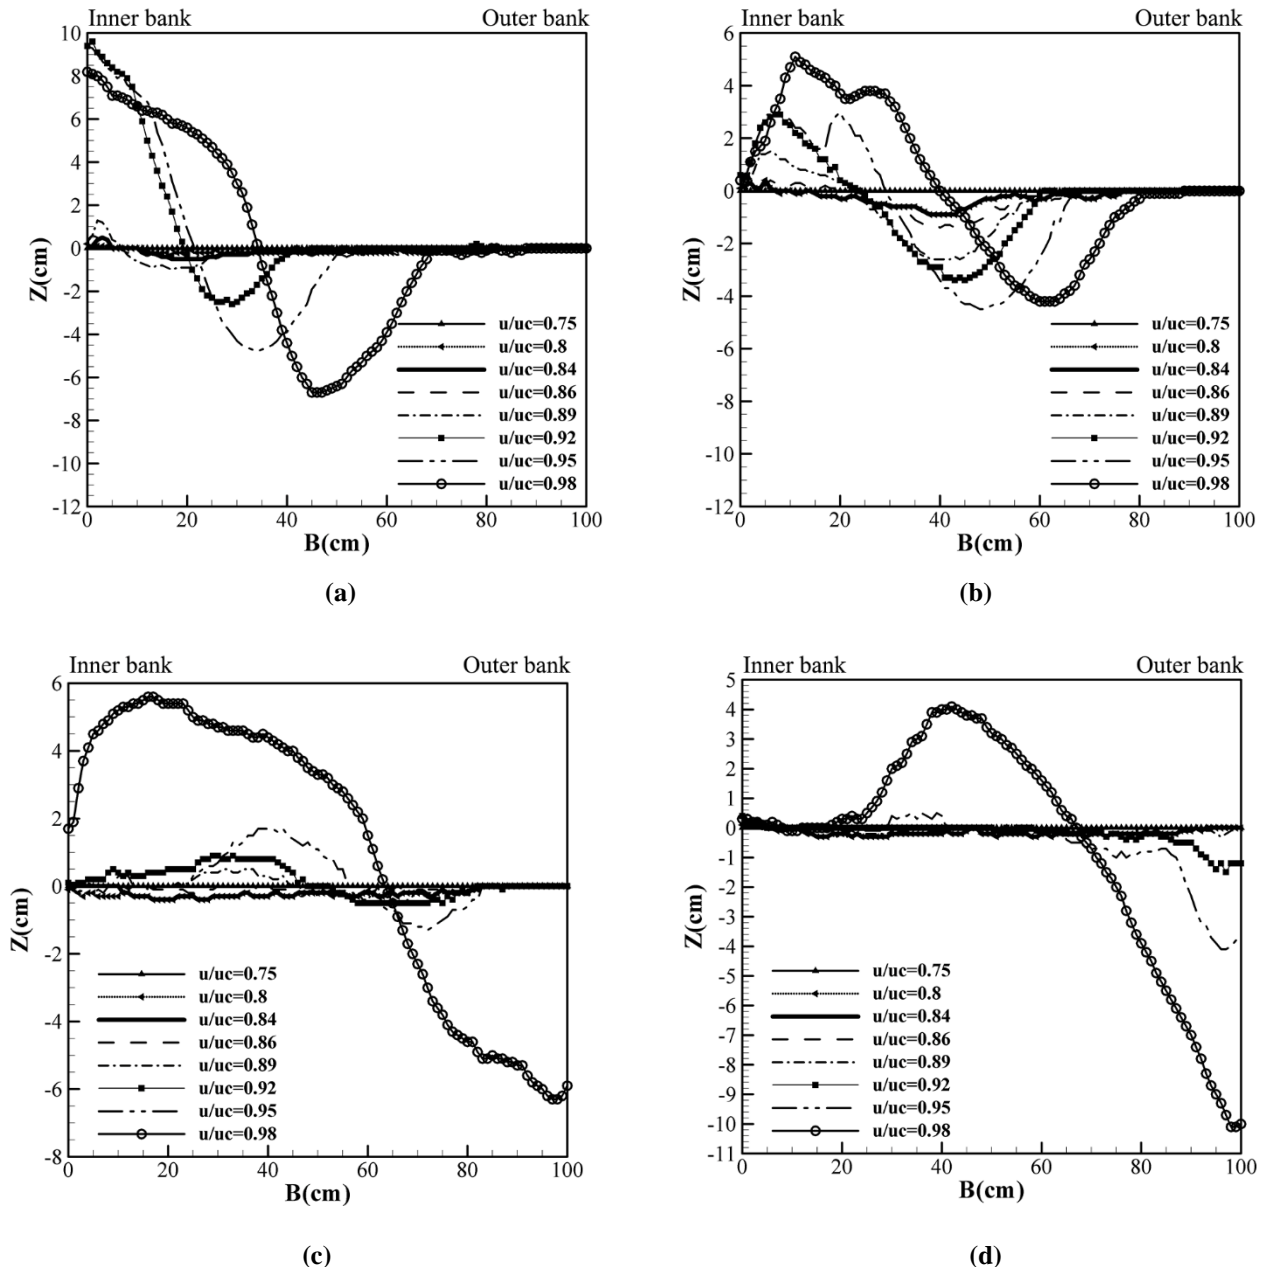 Inner bank Outer bank
10
8
6
4
2
0
-2
-4
-6
-8
-10
-12
Z(cm)
u/uc=0.75
u/uc=0.8
u/uc=0.84
u/uc=0.86
u/uc=0.89
u/uc=0.92
u/uc=0.95
u/uc=0.98
0 20 40 60 80 100
B(cm)
(a)
Inner bank Outer bank
6
4
2
0
-2
-4
-6
-8
-10
-12
Z(cm)
u/uc=0.75
u/uc=0.8
u/uc=0.84
u/uc=0.86
u/uc=0.89
u/uc=0.92
u/uc=0.95
u/uc=0.98
0 20 40 60 80 100
B(cm)
(b)
Inner bank Outer bank
6
4
2
0
-2
-4
-6
-8
Z(cm)
u/uc=0.75
u/uc=0.8
u/uc=0.84
u/uc=0.86
u/uc=0.89
u/uc=0.92
u/uc=0.95
u/uc=0.98
0 20 40 60 80 100
B(cm)
(c)
Inner bank Outer bank
5
4
3
2
1
0
-1
-2
-3
-4
-5
-6
-7
-8
-9
-10
-11
Z(cm)
u/uc=0.75
u/uc=0.8
u/uc=0.84
u/uc=0.86
u/uc=0.89
u/uc=0.92
u/uc=0.95
u/uc=0.98
0 20 40 60 80 100
B(cm)
(d)